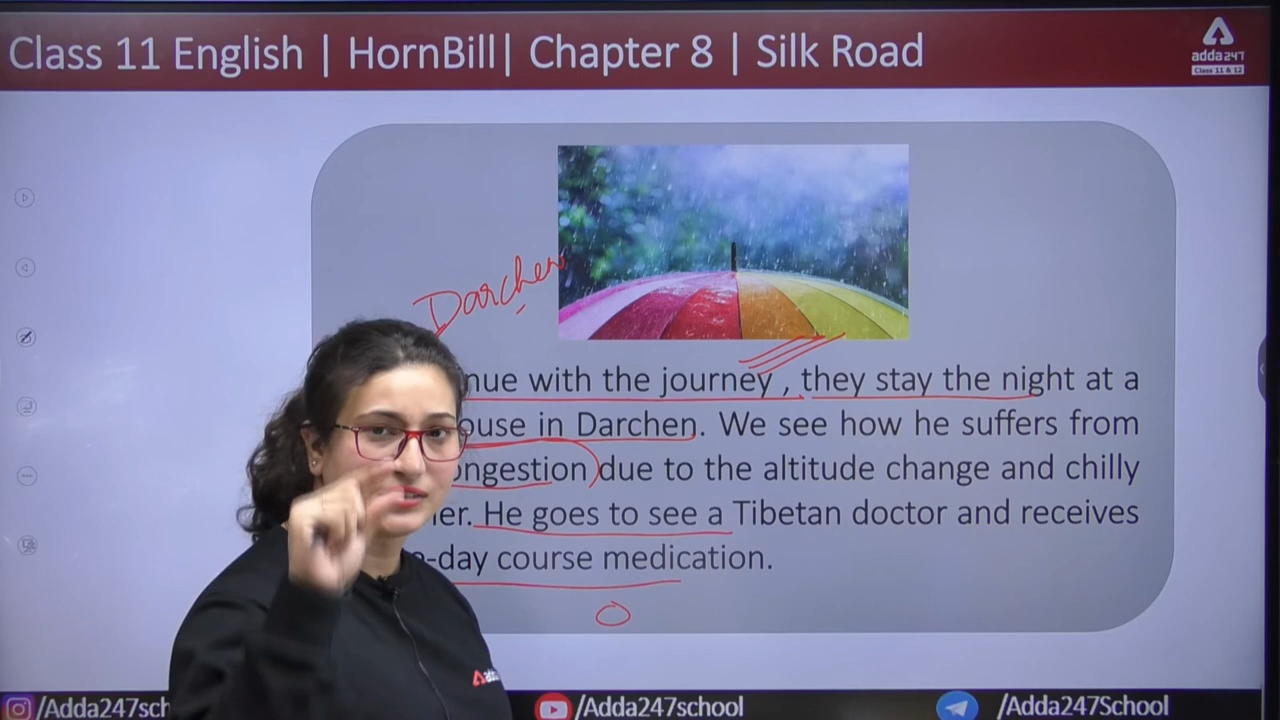 Class 11 English | HornBill| Chapter 8 | Silk Road
adda247
Class 11 & 12
Darchen
nue with the journey , they stay the night at a
ouse in Darchen. We see how he suffers from
ongestion due to the altitude change and chilly
er. He goes to see a Tibetan doctor and receives
-day course medication.
/Adda247sch
/Adda247school
/Adda247School